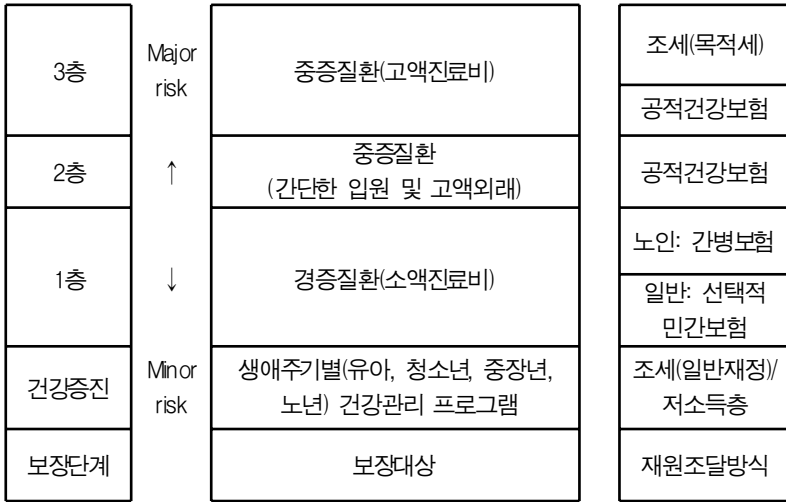 3층
Major
risk
중증질환(고액진료비)
조세(목적세)
공적건강보험
2층
↑
중증질환
(간단한 입원 및 고액외래)
공적건강보험
1층
↓
경증질환(소액진료비)
노인: 간병보험
일반: 선택적
민간보험
건강증진
Minor
risk
생애주기별(유아, 청소년, 중장년,
노년) 건강관리 프로그램
조세(일반재정)/
저소득층
보장단계
보장대상
재원조달방식